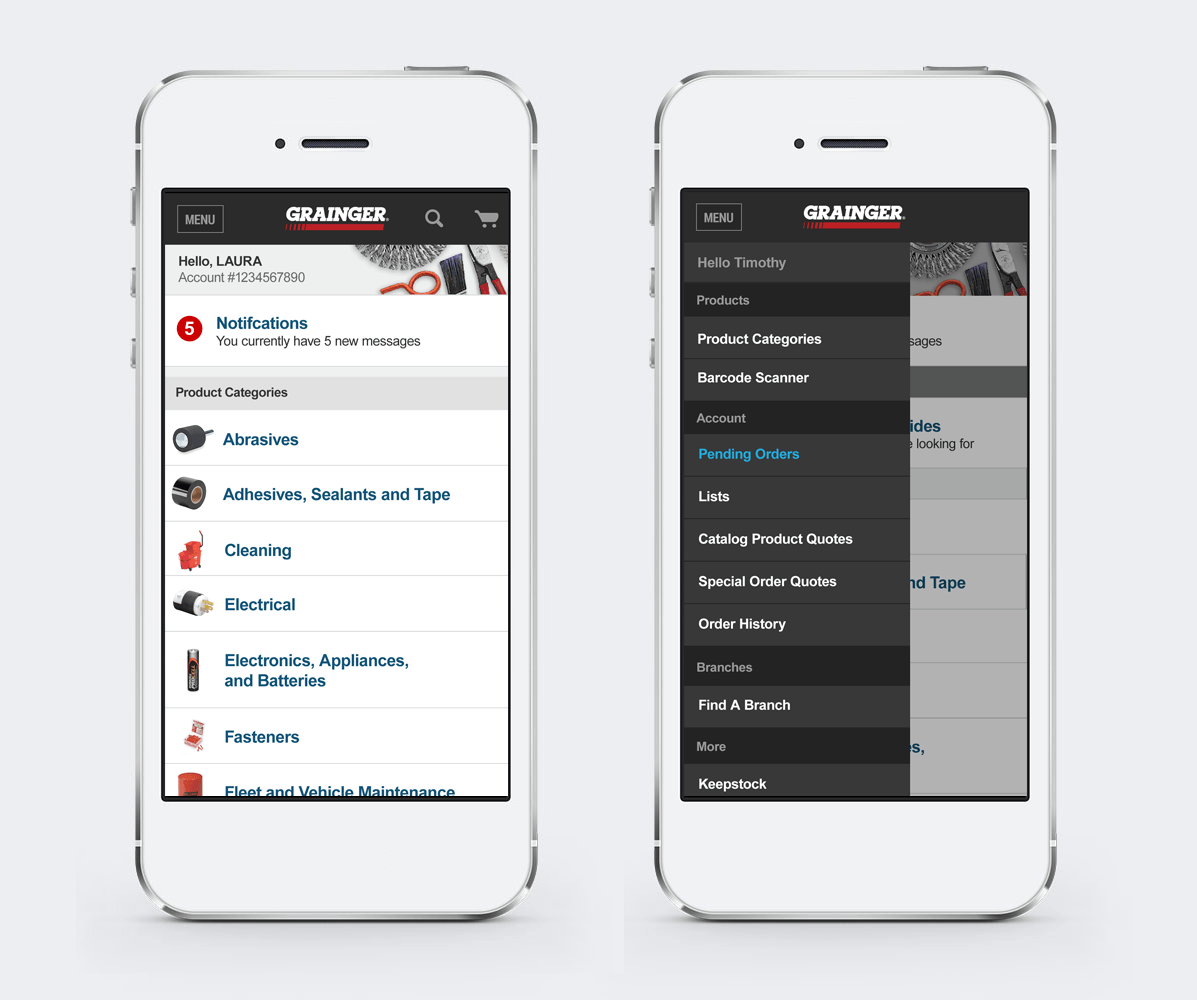 MENU
GRAINGER
Hello, LAURA
Account #1234567890
5
Notifcations
You currently have 5 new messages
Product Categories
Abrasives
Adhesives, Sealants and Tape
Cleaning
Electrical
Electronics, Appliances,
and Batteries
Fasteners
Fleet and Vehicle Maintenance
MENU
GRAINGER
Hello Timothy
Products
Product Categories
Barcode Scanner
Account
Pending Orders
Lists
Catalog Product Quotes
Special Order Quotes
Order History
Branches
Find A Branch
More
Keepstock
sages
ides
looking for
nd Tape
es,